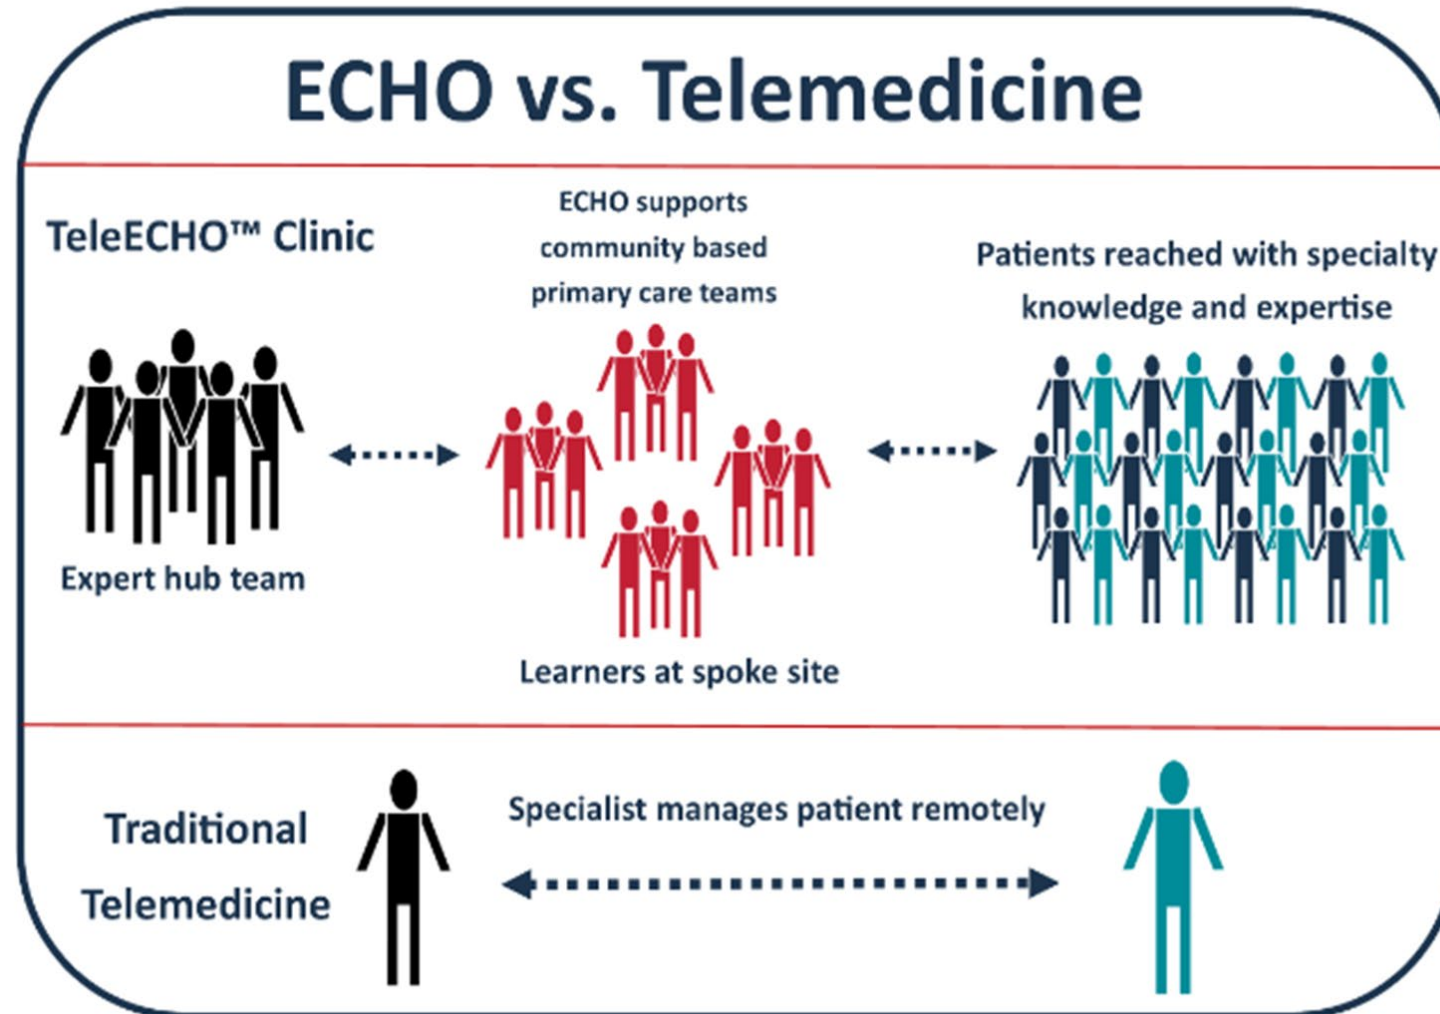 ECHO vs. Telemedicine
TeleECHO™ Clinic
Expert hub team
ECHO supports
community based
primary care teams
Learners at spoke site
Patients reached with specialty
knowledge and expertise
Traditional
Telemedicine
Specialist manages patient remotely